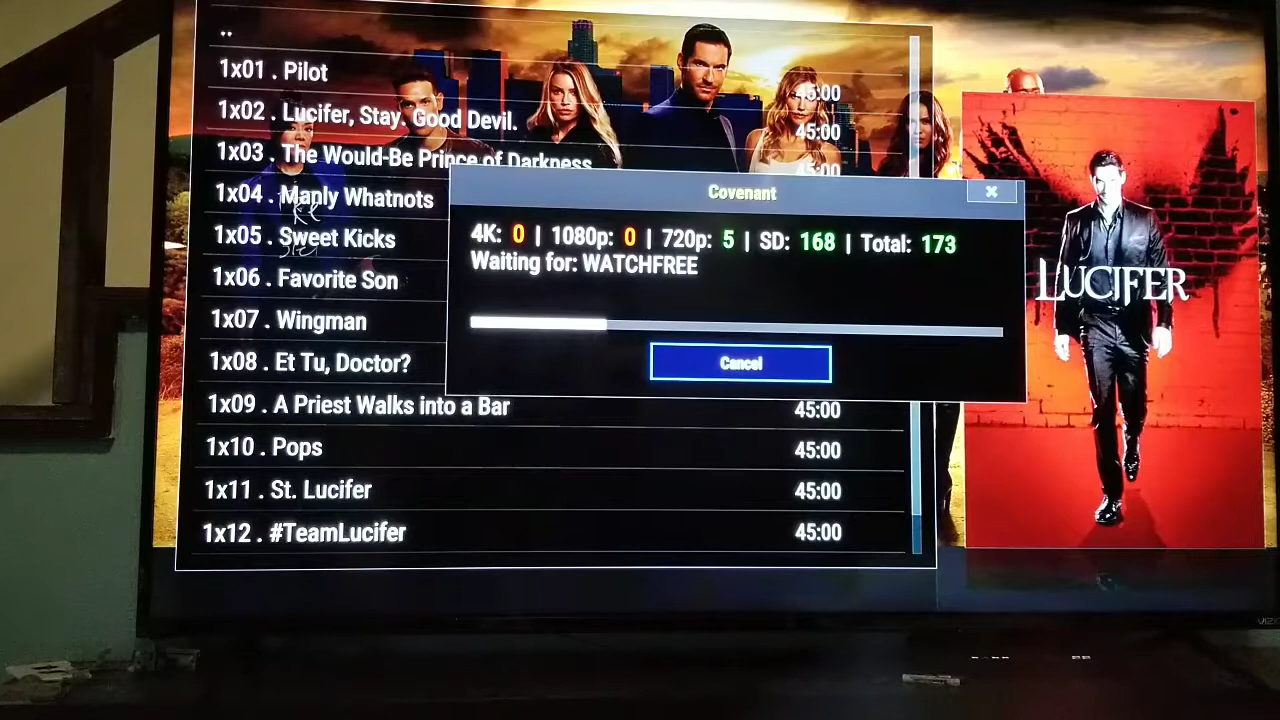 ..
1x01 . Pilot
45:00
1x02 . Lucifer, Stay. Good Devil.
45:00
1x03 . The Would-Be Prince of Darkness
45:00
1x04 . Manly Whatnots
1x05 . Sweet Kicks
1x06 . Favorite Son
1x07 . Wingman
1x08 . Et Tu, Doctor?
1x09 . A Priest Walks into a Bar
45:00
1x10 . Pops
45:00
1x11 . St. Lucifer
45:00
1x12 . #TeamLucifer
45:00
Covenant
4K: 0 | 1080p: 0 | 720p: 5 | SD: 168 | Total: 173
Waiting for: WATCHFREE
Cancel
LUCIFER